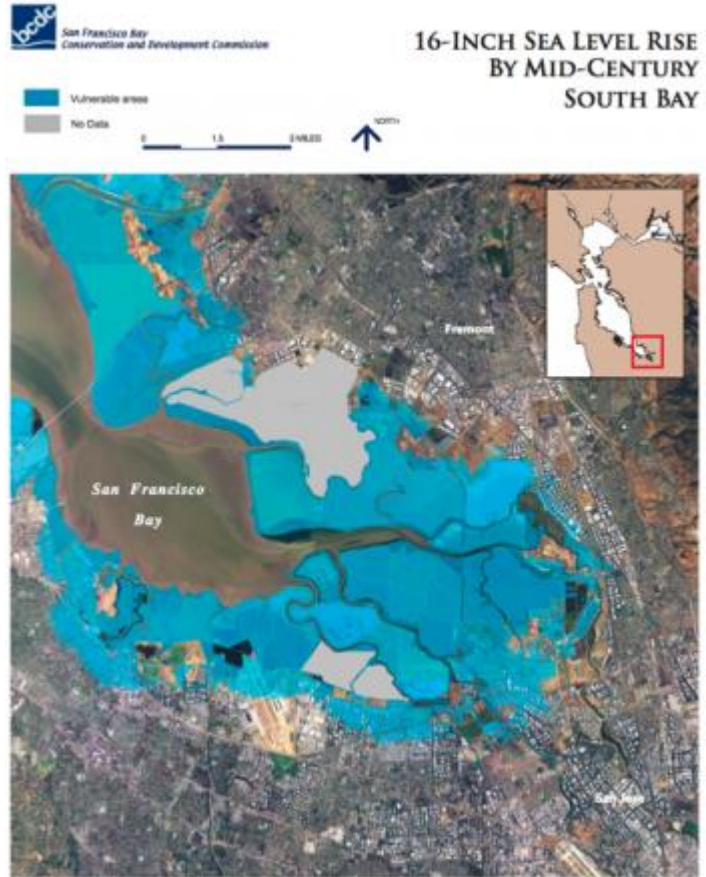 bcdc
San Francisco Bay
Conservation and Development Commission
16-INCH SEA LEVEL RISE
BY MID-CENTURY
SOUTH BAY
Vulnerable areas
No Data
0 1.5 3 MILES
NORTH
Fremont
San Francisco
Bay
San Jose